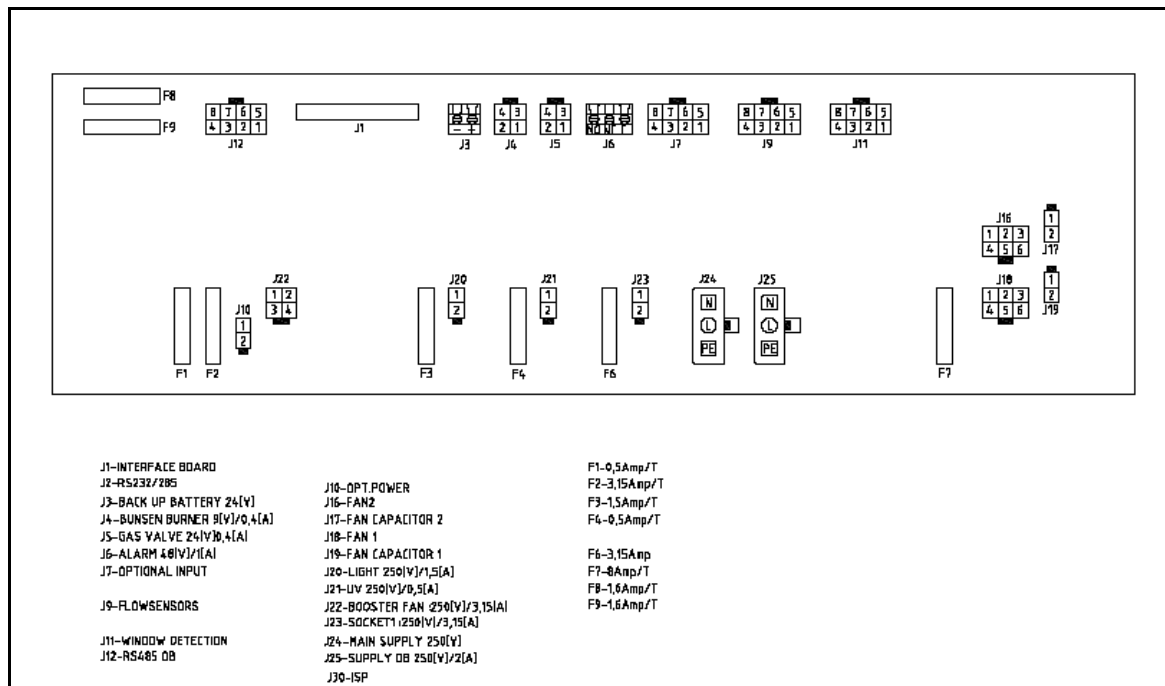 F8
F9
8 7 6 5
4 3 2 1
J12
J1
- +
J3
4 3
2 1
J4
4 3
2 1
J5
J6
8 7 6 5
4 3 2 1
J7
8 7 6 5
4 3 2 1
J9
8 7 6 5
4 3 2 1
J11
J16
1 2 3
4 5 6
1
2
J17
J18
1 2 3
4 5 6
1
2
J19
F1
F2
J10
1
2
J22
1 2
3 4
F3
J20
1
2
F4
J21
1
2
F6
J23
1
2
J24
N
L
PE
J25
N
L
PE
F7
J1-INTERFACE BOARD
J2-RS232/285
J3-BACK UP BATTERY 24[V]
J4-BUNSEN BURNER 9[V]/0,4[A]
J5-GAS VALVE 24[V]0,4[A]
J6-ALARM 48[V]/1[A]
J7-OPTIONAL INPUT
J9-FLOWSENSORS
J11-WINDOW DETECTION
J12-RS485 OB
J10-OPT.POWER
J16-FAN2
J17-FAN CAPACITOR 2
J18-FAN 1
J19-FAN CAPACITOR 1
J20-LIGHT 250[V]/1,5[A]
J21-UV 250[V]/0,5[A]
J22-BOOSTER FAN :250[V]/3,15[A]
J23-SOCKET1 :250[V]/3,15[A]
J24-MAIN SUPPLY 250[V]
J25-SUPPLY OB 250[V]/2[A]
J30-ISP
F1-0,5Amp/T
F2-3,15Amp/T
F3-1,5Amp/T
F4-0,5Amp/T
F6-3,15Amp
F7-8Amp/T
F8-1,6Amp/T
F9-1,6Amp/T